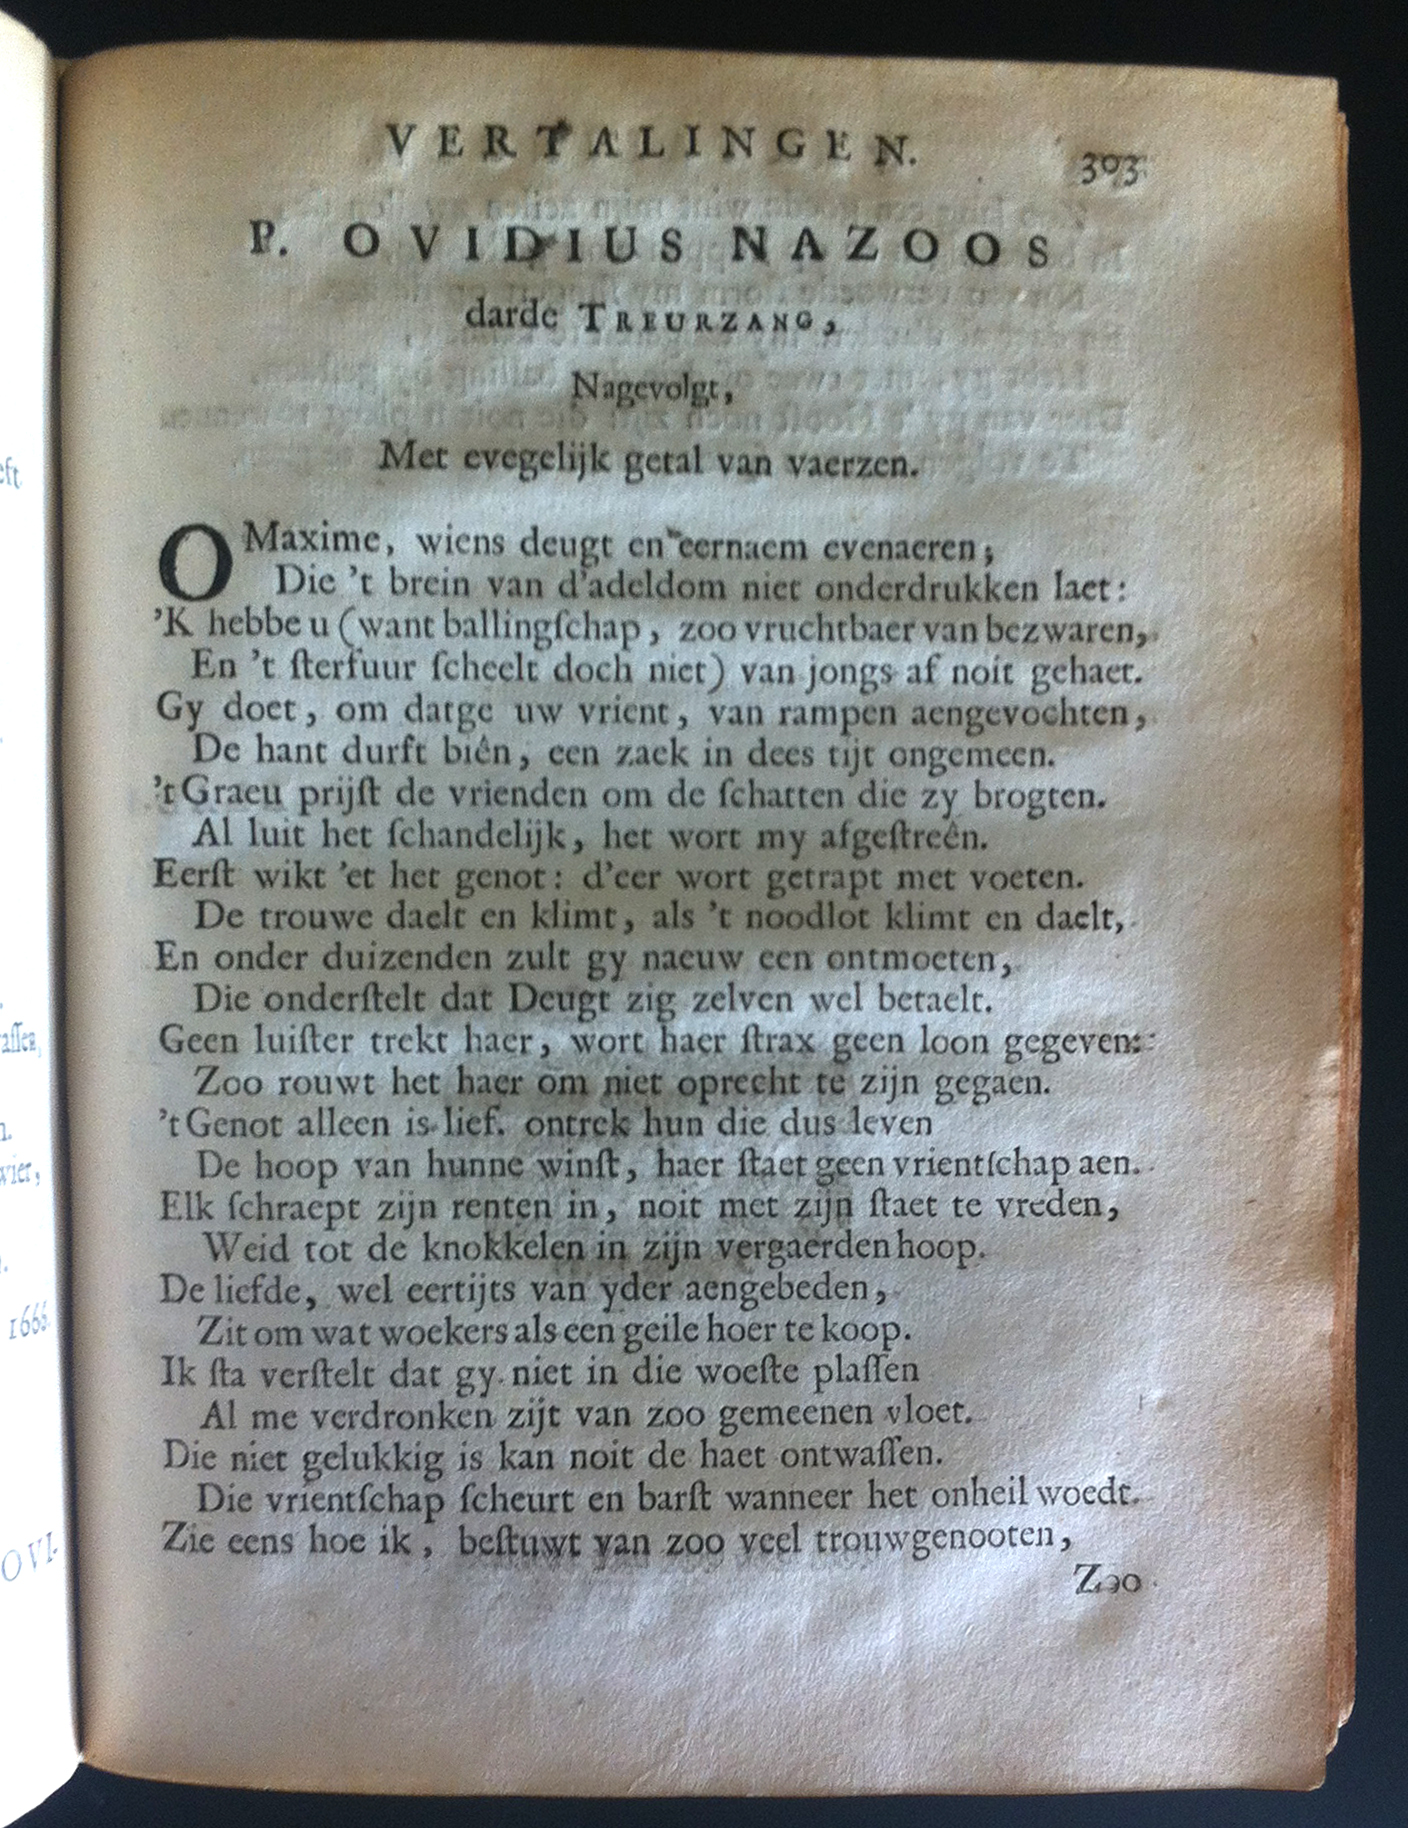 VERTALINGEN. 303
P. OVIDIUS NAZOOS
darde TREURZANG,
Nagevolgt,
Met evegelijk getal van vaerzen.
O Maxime, wiens deugt en eernaem evenaeren;
Die 't brein van d'adeldom niet onderdrukken laet:
'K hebbe u (want ballingſchap, zoo vruchtbaer van bezwaren,
En 't sterfuur ſcheelt doch niet) van jongs af noit gehaet.
Gy doet, om datge uw vrient, van rampen aengevochten,
De hant durft biên, een zaek in dees tijt ongemeen.
't Graeu prijſt de vrienden om de ſchatten die zy brogten.
Al luit het ſchandelijk, het wort my afgeſtreên.
Eerſt wikt 'et het genot: d'eer wort getrapt met voeten.
De trouwe daelt en klimt, als 't noodlot klimt en daelt,
En onder duizenden zult gy naeuw een ontmoeten,
Die onderſtelt dat Deugt zig zelven wel betaelt.
Geen luiſter trekt haer, wort haer ſtrax geen loon gegeven:
Zoo rouwt het haer om niet oprecht te zijn gegaen.
't Genot alleen is lief. ontrek hun die dus leven
De hoop van hunne winſt, haer ſtaet geen vrientſchap aen.
Elk ſchraept zijn renten in, noit met zijn ſtaet te vreden,
Weid tot de knokkelen in zijn vergaerden hoop.
De liefde, wel eertijts van yder aengebeden,
Zit om wat woekers als een geile hoer te koop.
Ik ſta verſtelt dat gy niet in die woeſte plaſſen
Al me verdronken zijt van zoo gemeenen vloet.
Die niet gelukkig is kan noit de haet ontwaſſen.
Die vrientſchap ſcheurt en barſt wanneer het onheil woedt.
Zie eens hoe ik, beſtuwt van zoo veel trouwgenooten,
Zoo
1666.
OVI-